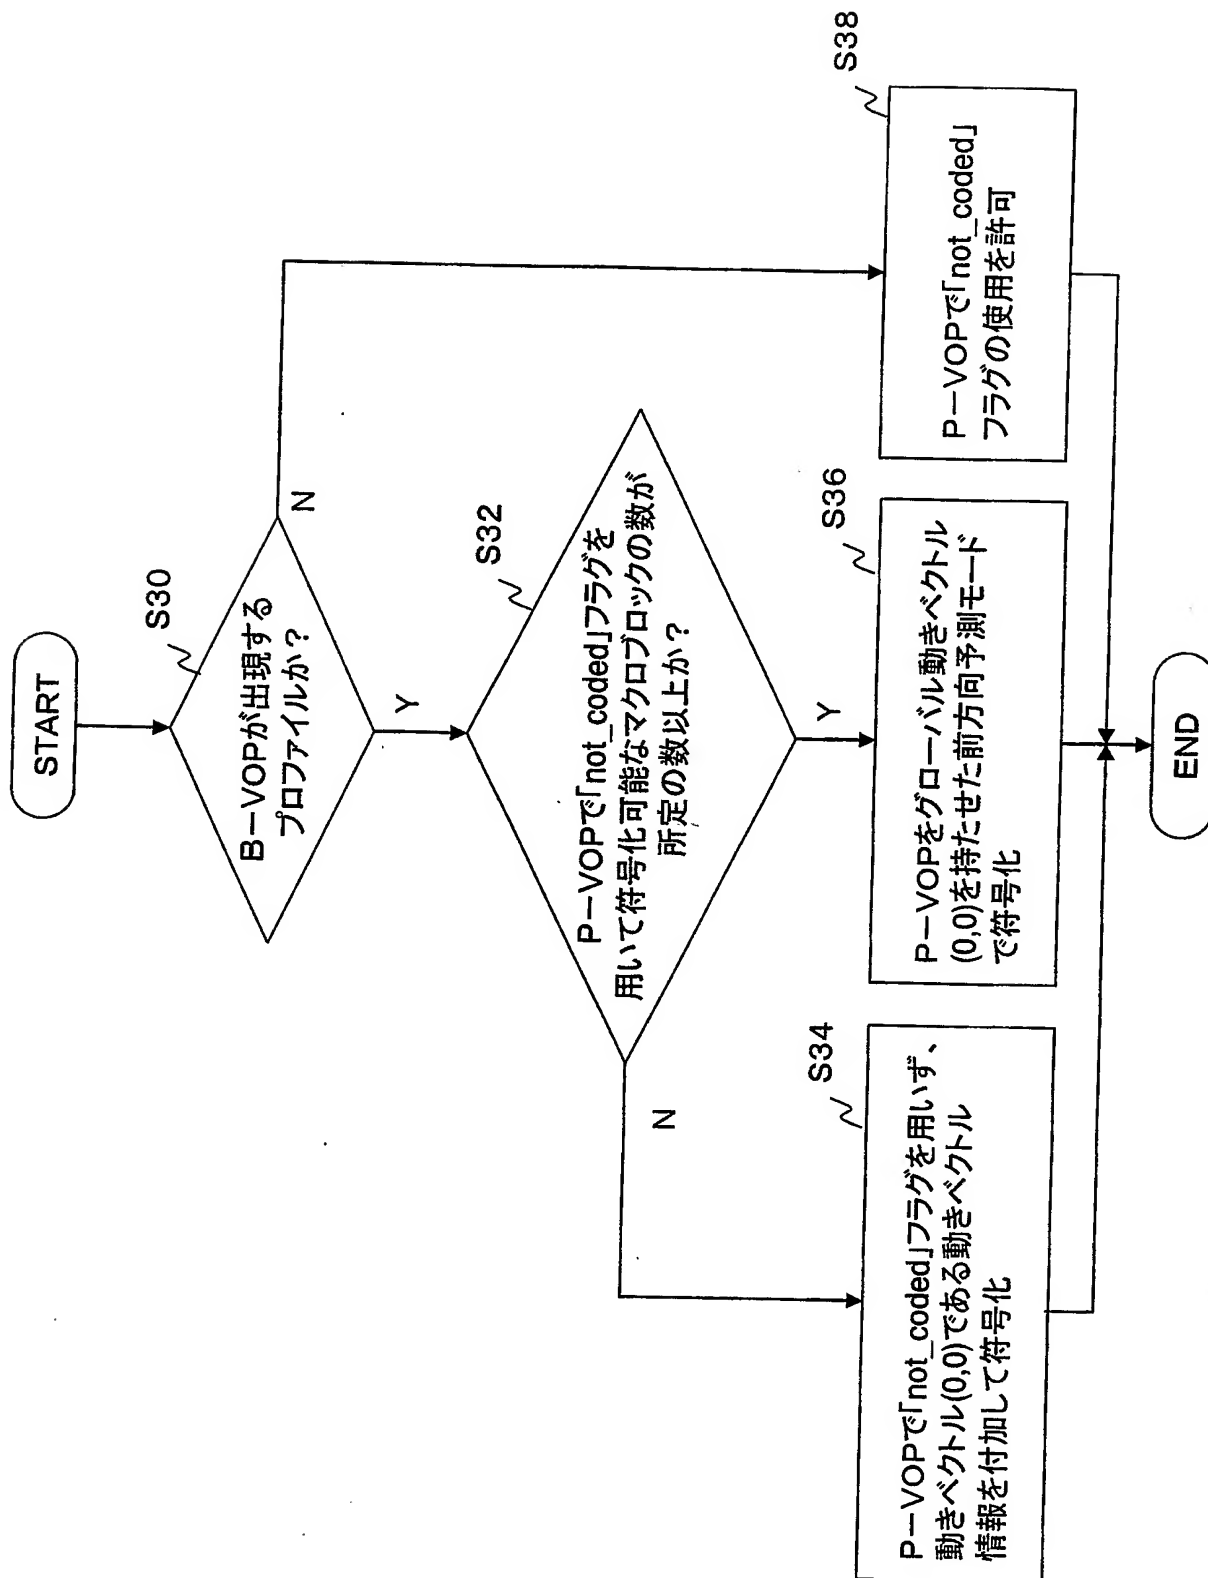 START
S30
B−VOPが出現する
プロファイルか？
N
Y
S32
P−VOPで「not_coded」フラグを
用いて符号化可能なマクロブロックの数が
所定の数以上か？
N
Y
S34
P−VOPで「not_coded」フラグを用いず、
動きベクトル(0,0)である動きベクトル
情報を付加して符号化
S36
P−VOPをグローバル動きベクトル
(0,0)を持たせた前方向予測モード
で符号化
S38
P−VOPで「not_coded」
フラグの使用を許可
END